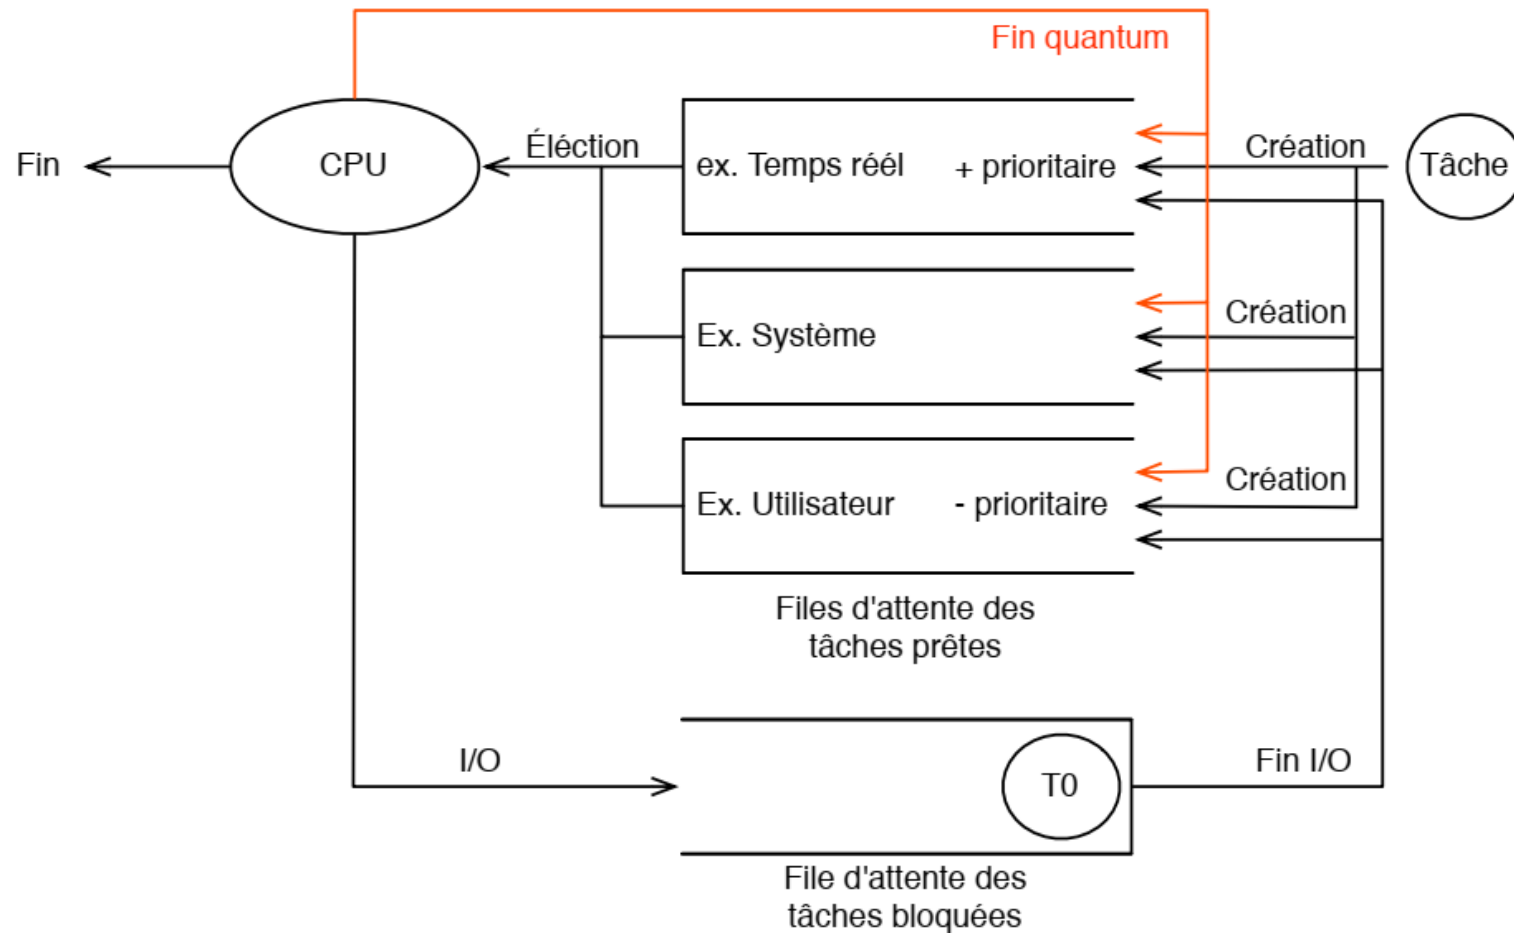 Fin quantum
Fin
CPU
Éléction
ex. Temps réél + prioritaire
Création
Tâche
Ex. Système
Création
Ex. Utilisateur - prioritaire
Création
Files d'attente des
tâches prêtes
I/O
T0
Fin I/O
File d'attente des
tâches bloquées